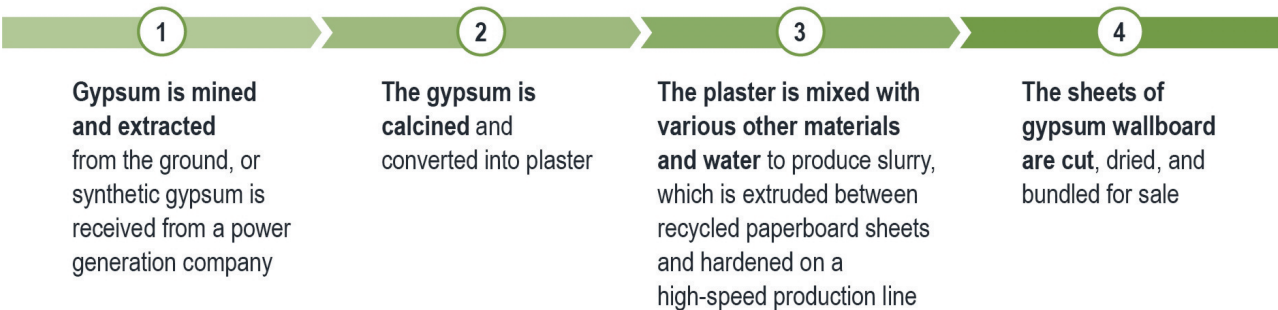 1
Gypsum is mined
and extracted
from the ground, or
synthetic gypsum is
received from a power
generation company
2
The gypsum is
calcined and
converted into plaster
3
The plaster is mixed with
various other materials
and water to produce slurry,
which is extruded between
recycled paperboard sheets
and hardened on a
high-speed production line
4
The sheets of
gypsum wallboard
are cut, dried, and
bundled for sale